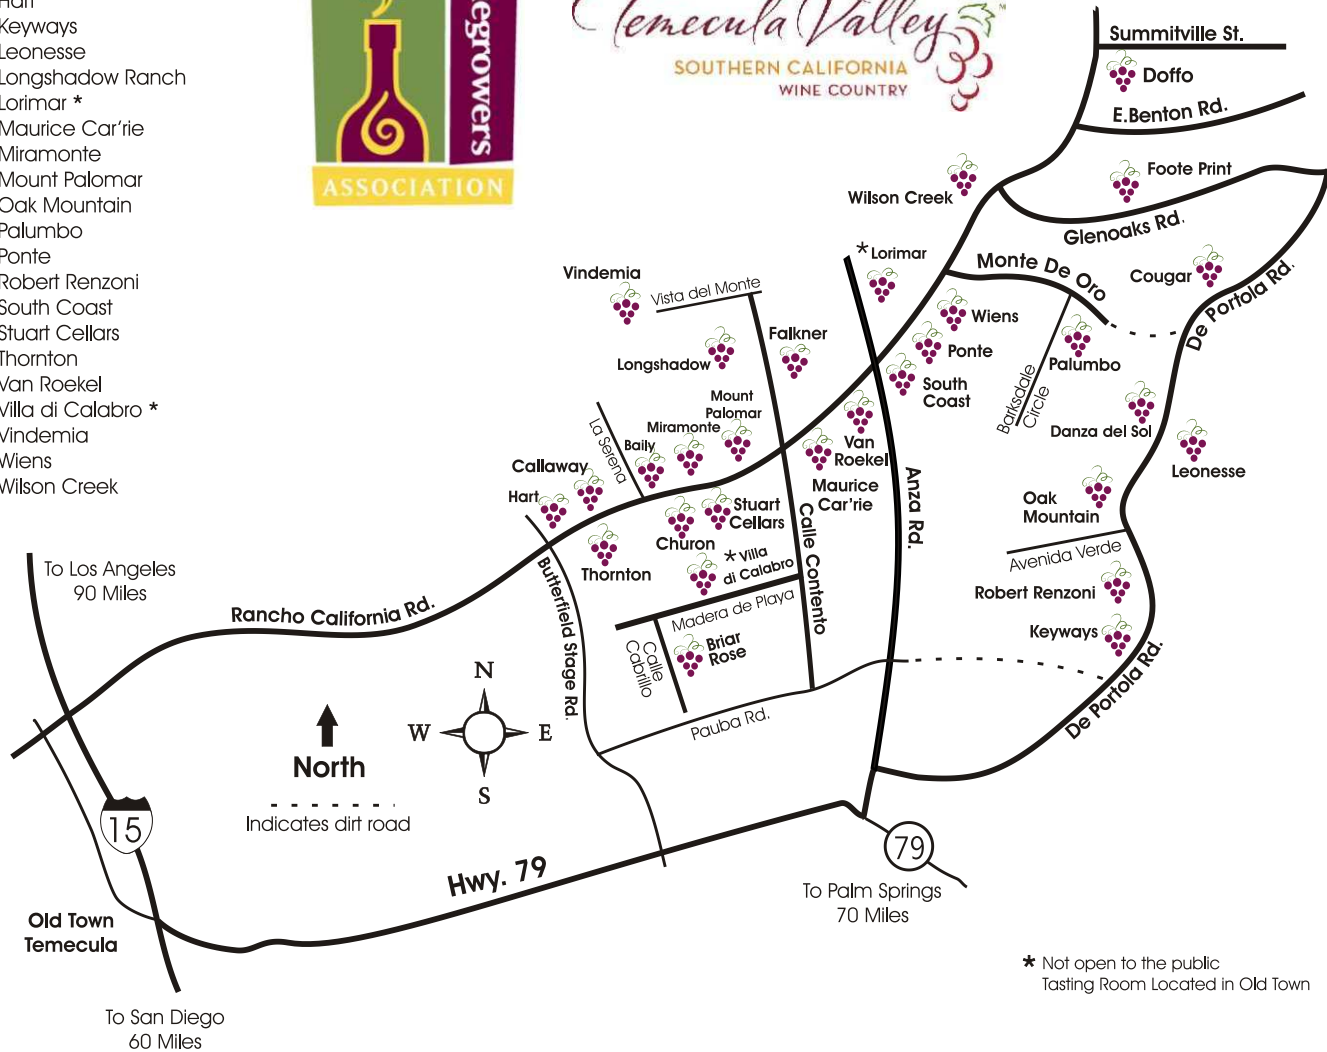 Keyways
Leonesse
Longshadow Ranch
Lorimar *
Maurice Car'rie
Miramonte
Mount Palomar
Oak Mountain
Palumbo
Ponte
Robert Renzoni
South Coast
Stuart Cellars
Thornton
Van Roekel
Villa di Calabro *
Vindemia
Wiens
Wilson Creek
egrowers
ASSOCIATION
Temecula Valley
SOUTHERN CALIFORNIA
WINE COUNTRY
Summitville St.
Doffo
E.Benton Rd.
Foote Print
Wilson Creek
Glenoaks Rd.
* Lorimar
Monte De Oro
Cougar
De Portola Rd.
Vindemia
Vista del Monte
Wiens
Falkner
Ponte
Longshadow
Palumbo
South
Coast
Barksdale
Circle
Mount
Palomar
Miramonte
La Serena
Baily
Van
Roekel
Danza del Sol
Leonesse
Callaway
Hart
Maurice
Car'rie
Anza Rd.
Oak
Mountain
Stuart
Cellars
Churon
Calle Contento
Avenida Verde
* Villa
di Calabro
Thornton
Butterfield Stage Rd.
Robert Renzoni
To Los Angeles
90 Miles
Rancho California Rd.
Madera de Playa
Keyways
Calle
Cabrillo
Briar
Rose
De Portola Rd.
Pauba Rd.
N
W
E
S
North
Indicates dirt road
15
Hwy. 79
79
To Palm Springs
70 Miles
Old Town
Temecula
* Not open to the public
Tasting Room Located in Old Town
To San Diego
60 Miles